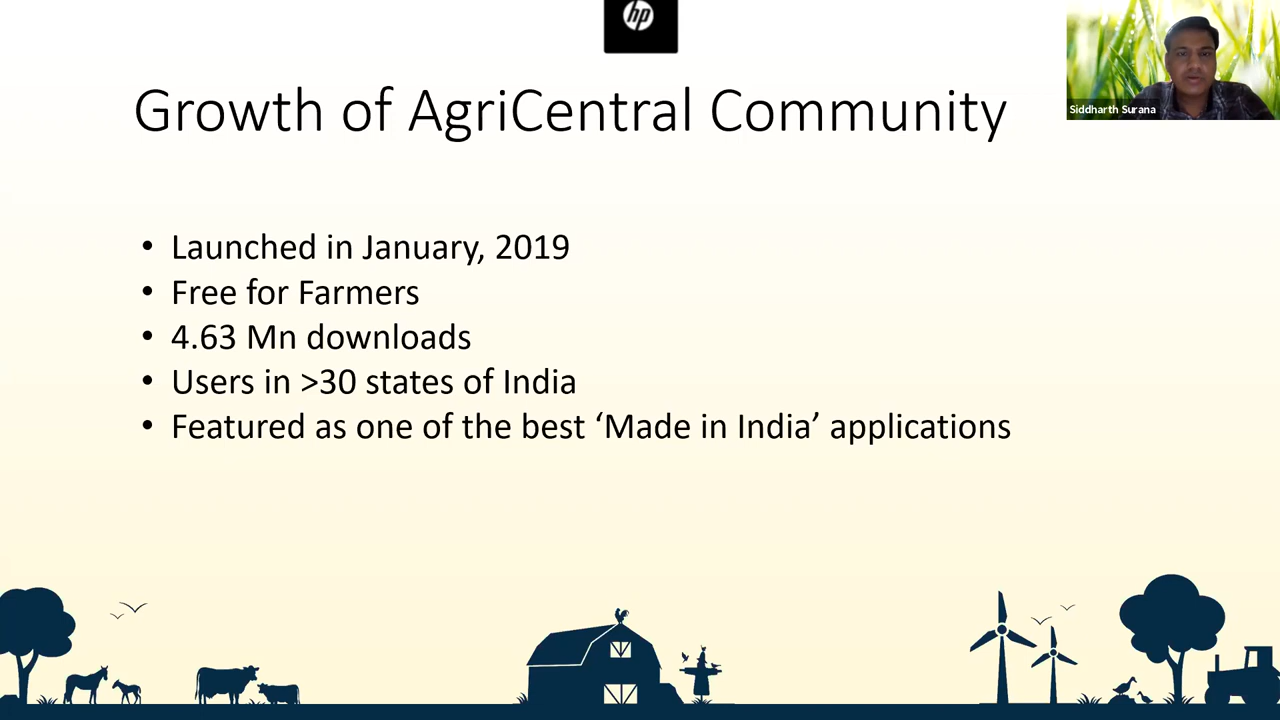 hp
Growth of AgriCentral Community
Siddharth Surana
• Launched in January, 2019
• Free for Farmers
• 4.63 Mn downloads
• Users in >30 states of India
• Featured as one of the best ‘Made in India’ applications